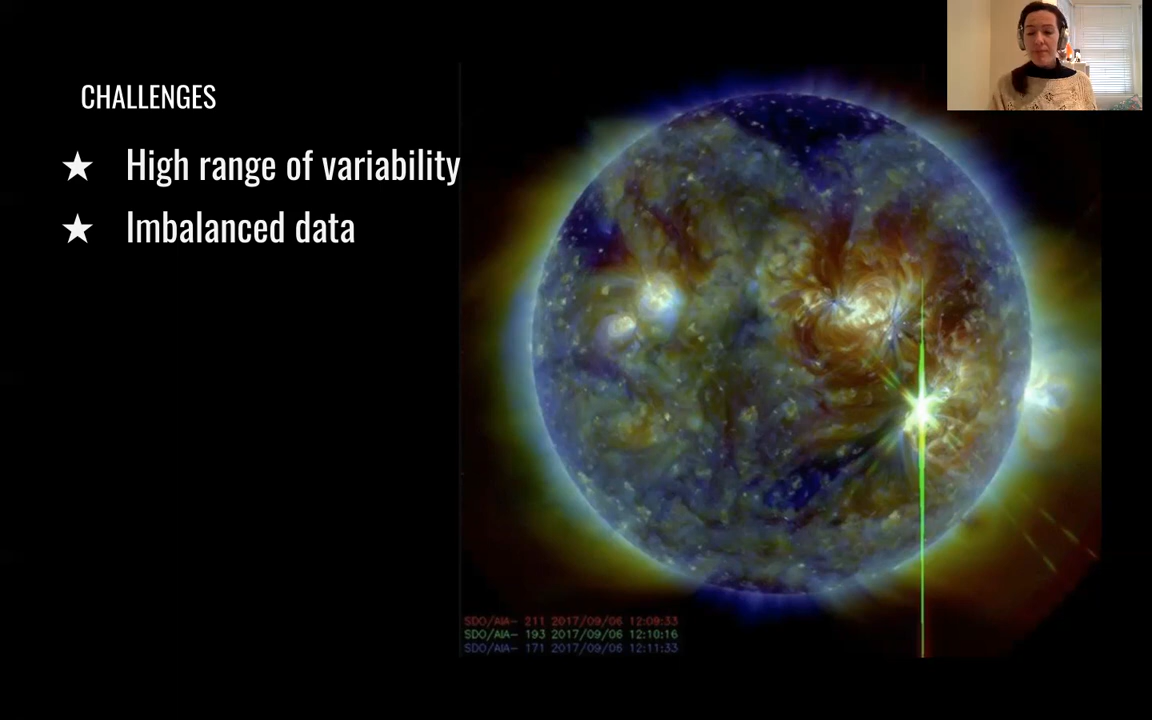 CHALLENGES
★ High range of variability
★ Imbalanced data
SDO/AIA- 211 2017/09/06 12:09:33
SDO/AIA- 193 2017/09/06 12:10:16
SDO/AIA- 171 2017/09/06 12:11:33